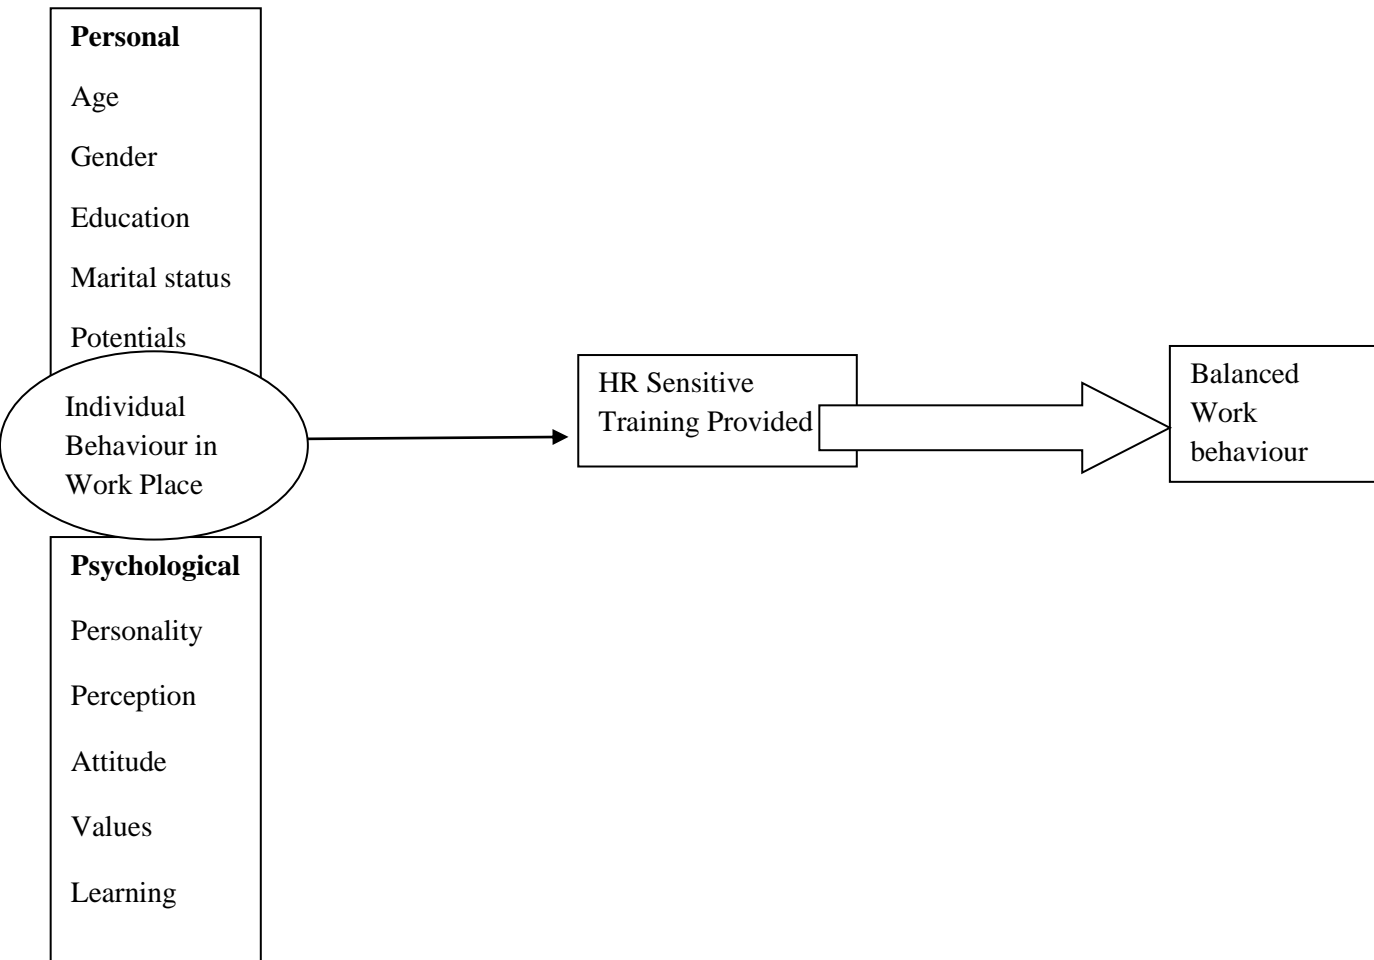 Personal
Age
Gender
Education
Marital status
Potentials
Individual
Behaviour in
Work Place
HR Sensitive
Training Provided
Balanced
Work
behaviour
Psychological
Personality
Perception
Attitude
Values
Learning